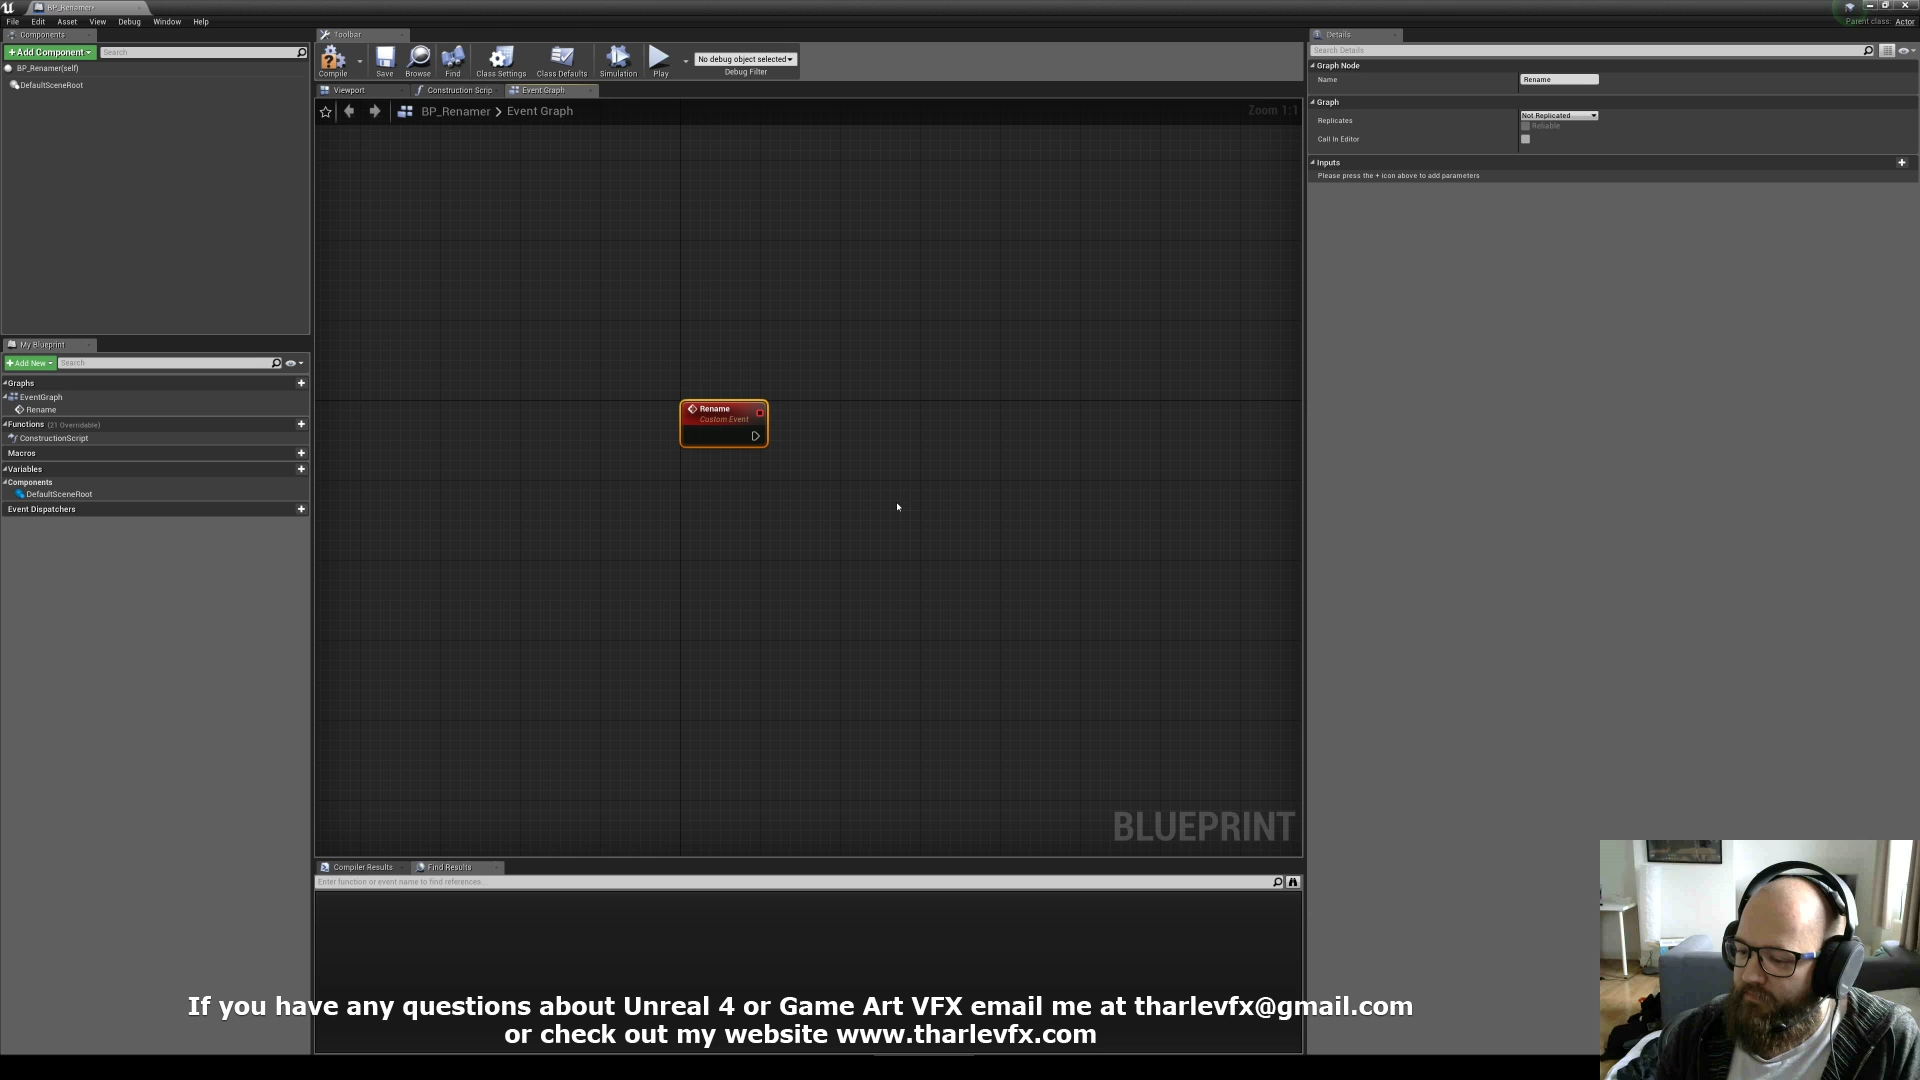 BP_Renamer*
File Edit Asset View Debug Window Help
Parent class: Actor
Components
+Add Component
Search
BP_Renamer(self)
DefaultSceneRoot
My Blueprint
+Add New
Search
Graphs
EventGraph
Rename
Functions (21 Overridable)
ConstructionScript
Macros
Variables
Components
DefaultSceneRoot
Event Dispatchers
Toolbar
Compile Save Browse Find Class Settings Class Defaults Simulation Play
No debug object selected
Debug Filter
Viewport Construction Scrip Event Graph
BP_Renamer > Event Graph
Zoom 1:1
Rename
Custom Event
BLUEPRINT
Compiler Results Find Results
Enter function or event name to find references...
Details
Search Details
Graph Node
Name Rename
Graph
Replicates Not Replicated
Reliable
Call In Editor
Inputs
Please press the + icon above to add parameters
If you have any questions about Unreal 4 or Game Art VFX email me at tharlevfx@gmail.com
or check out my website www.tharlevfx.com